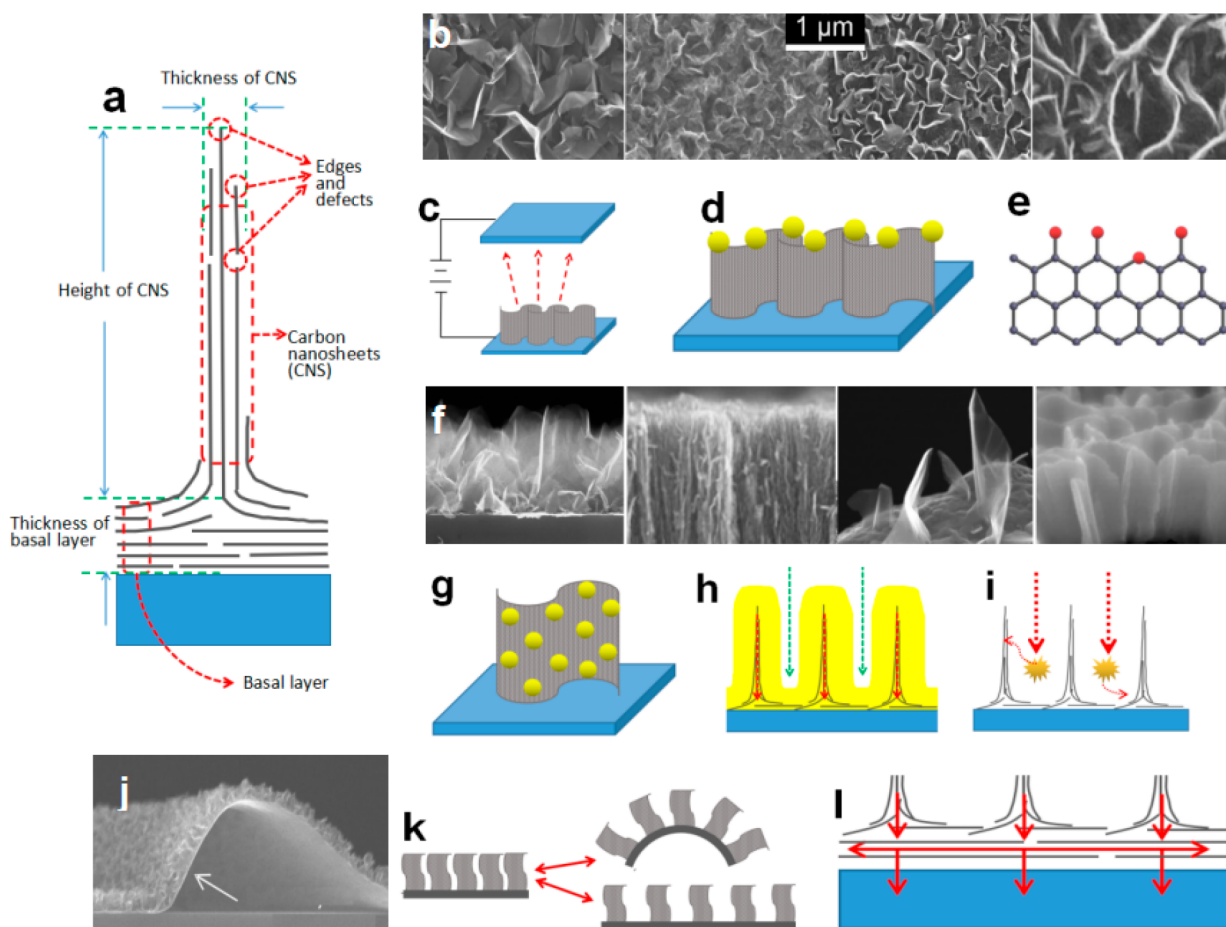 a
Thickness of CNS
Edges
and
defects
Height of CNS
Carbon
nanosheets
(CNS)
Thickness of
basal layer
Basal layer
b
1 μm
c
d
e
f
g
h
i
j
k
l